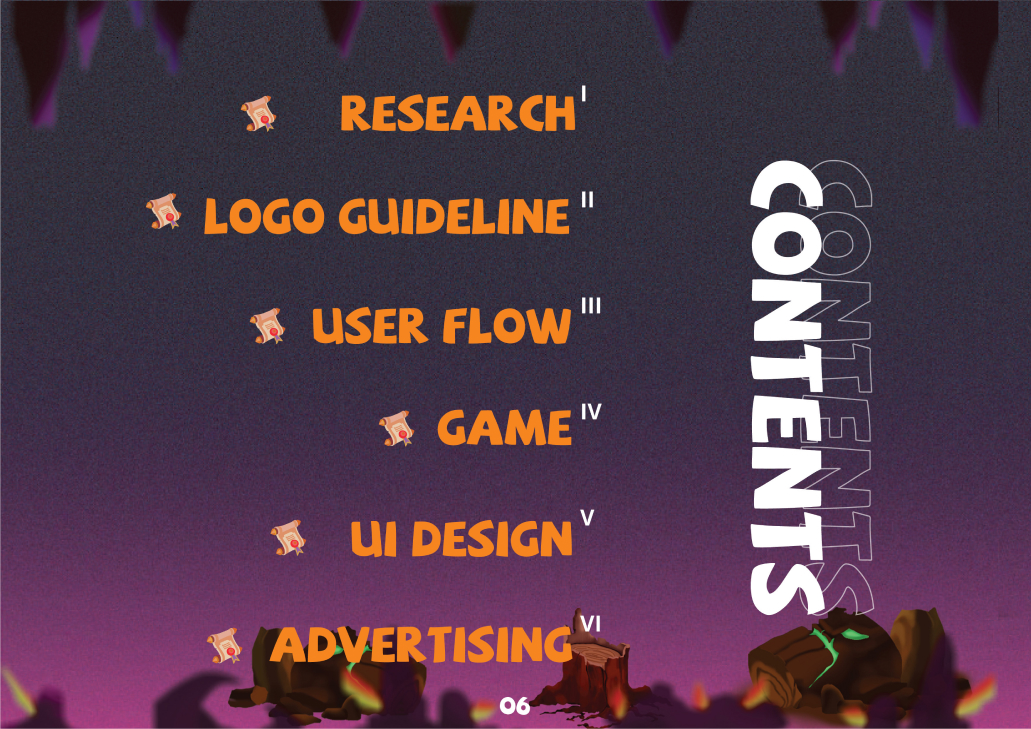 RESEARCH I
LOGO GUIDELINE II
USER FLOW III
GAME IV
UI DESIGN V
ADVERTISING VI
CONTENTS
CONTENTS
06